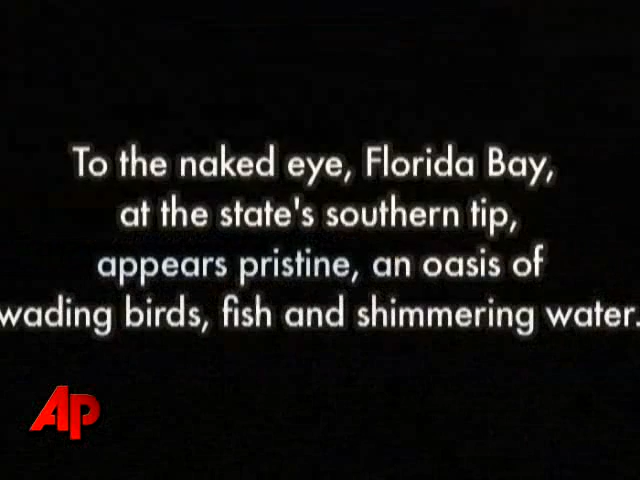 To the naked eye, Florida Bay,
at the state's southern tip,
appears pristine, an oasis of
wading birds, fish and shimmering water.
AP